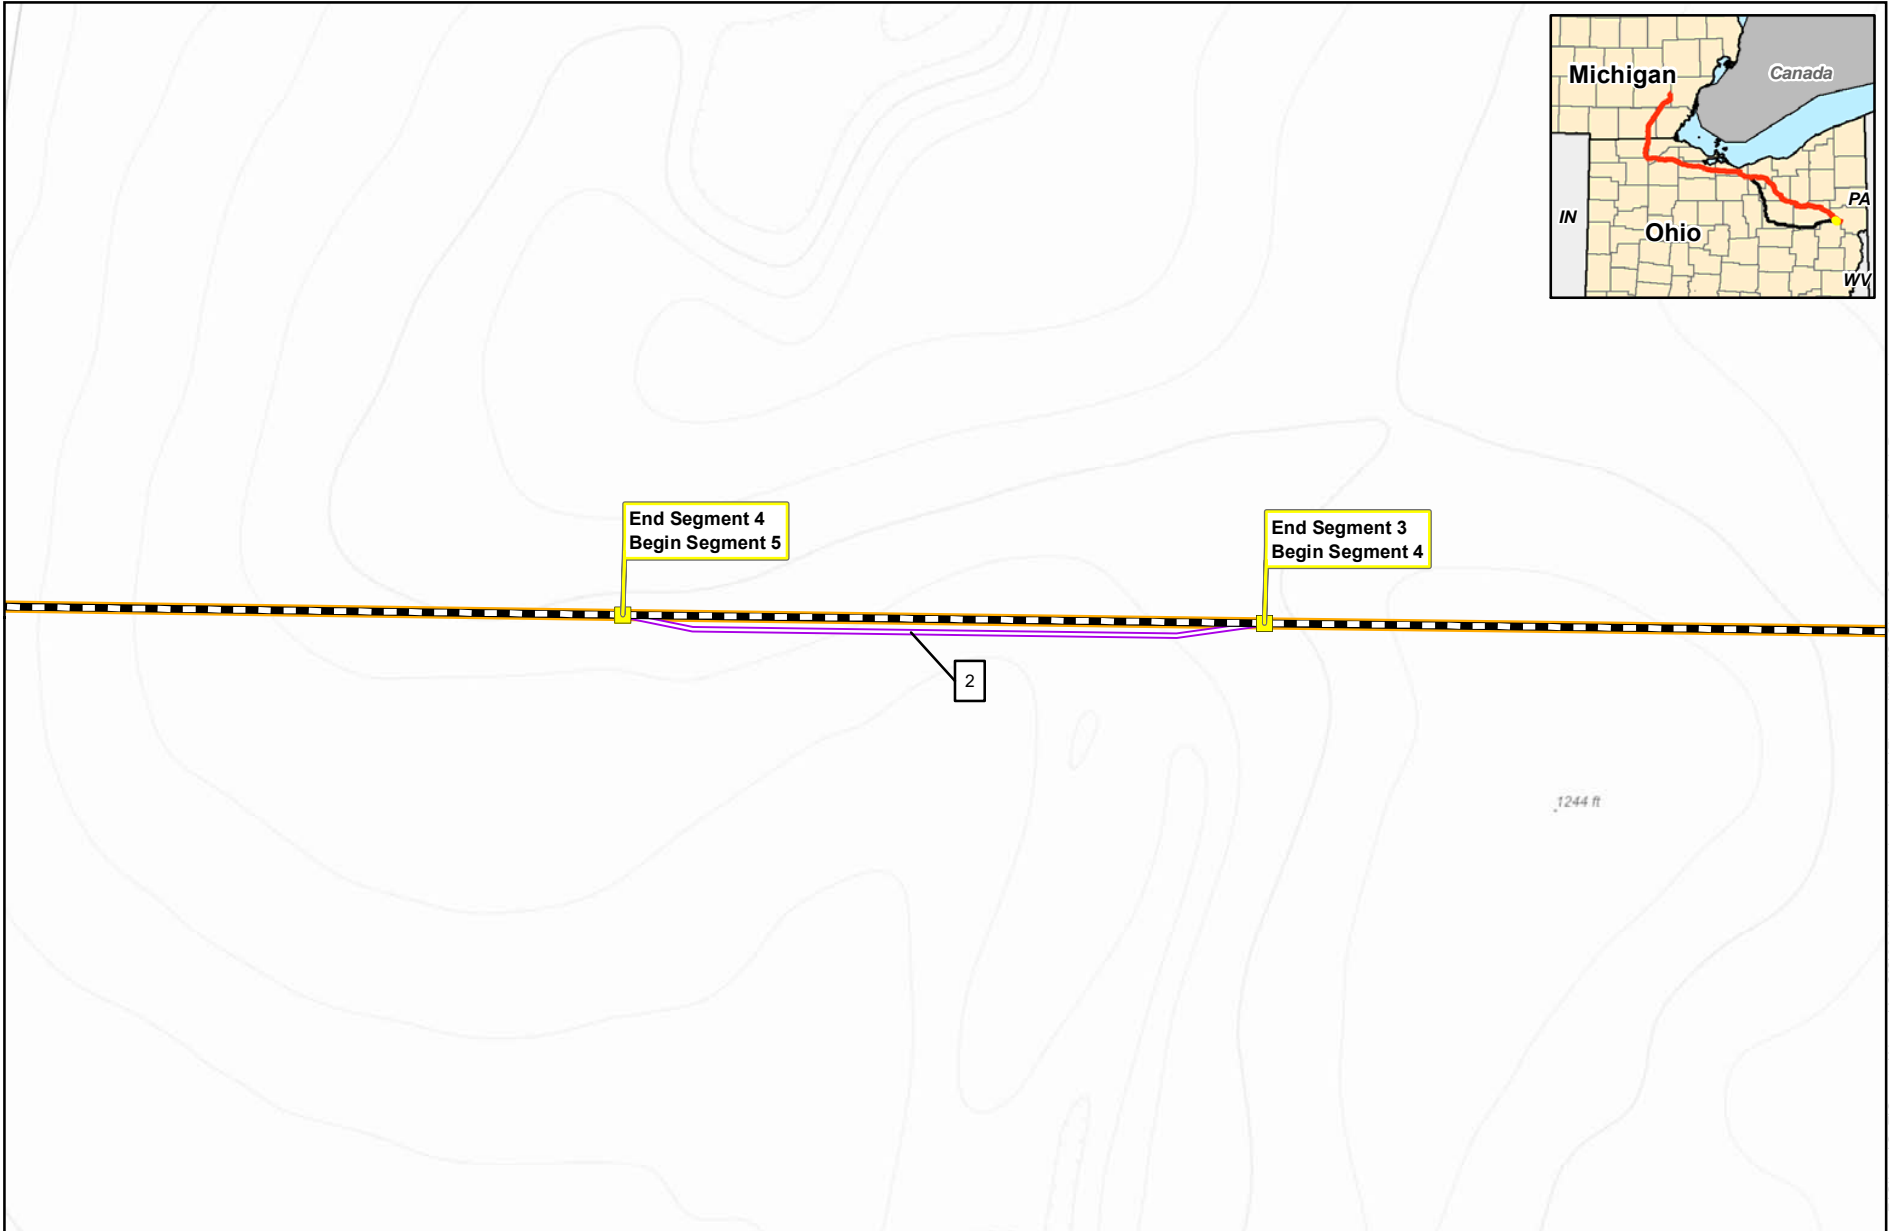 Michigan
Canada
PA
IN
Ohio
WV
End Segment 4
Begin Segment 5
End Segment 3
Begin Segment 4
2
1244 ft